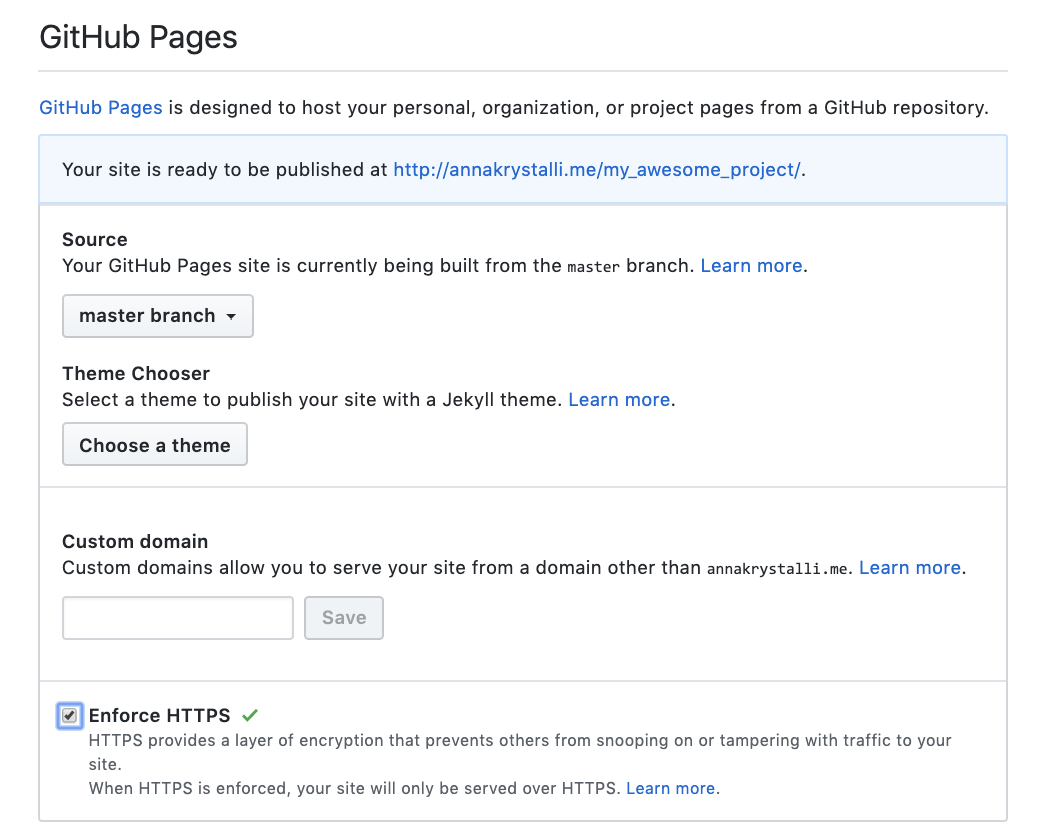 GitHub Pages
GitHub Pages is designed to host your personal, organization, or project pages from a GitHub repository.
Your site is ready to be published at http://annakrystalli.me/my_awesome_project/.
Source
Your GitHub Pages site is currently being built from the master branch. Learn more.
master branch
Theme Chooser
Select a theme to publish your site with a Jekyll theme. Learn more.
Choose a theme
Custom domain
Custom domains allow you to serve your site from a domain other than annakrystalli.me. Learn more.
Save
Enforce HTTPS
HTTPS provides a layer of encryption that prevents others from snooping on or tampering with traffic to your
site.
When HTTPS is enforced, your site will only be served over HTTPS. Learn more.